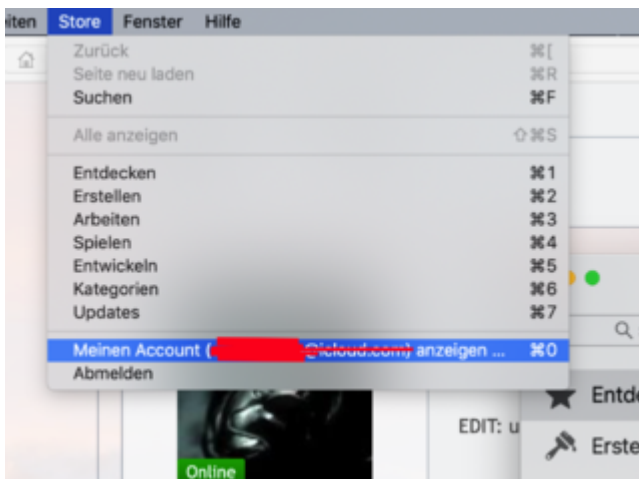 iten Store Fenster Hilfe
Zurück ⌘[
Seite neu laden ⌘R
Suchen ⌘F
Alle anzeigen ⇧⌘S
Entdecken ⌘1
Erstellen ⌘2
Arbeiten ⌘3
Spielen ⌘4
Entwickeln ⌘5
Kategorien ⌘6
Updates ⌘7
Meinen Account ( @icloud.com) anzeigen ... ⌘0
Abmelden
Entde
EDIT: u
Erste
Online